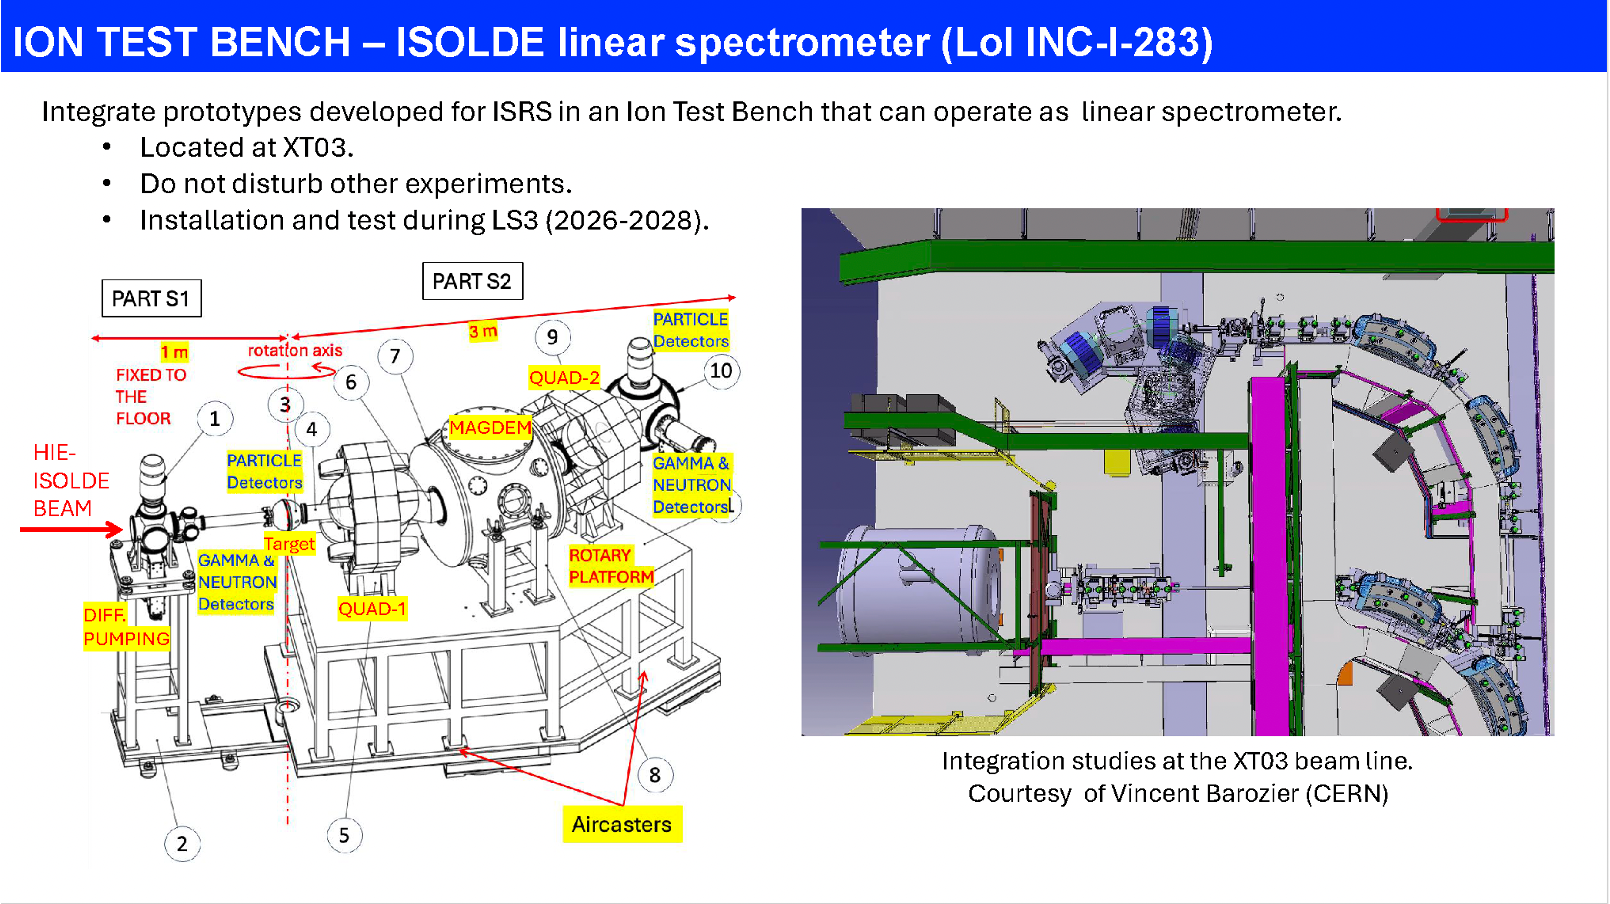 ION TEST BENCH – ISOLDE linear spectrometer (LoI INC-I-283)
Integrate prototypes developed for ISRS in an Ion Test Bench that can operate as linear spectrometer.
• Located at XT03.
• Do not disturb other experiments.
• Installation and test during LS3 (2026-2028).
PART S1
PART S2
1 m
3 m
rotation axis
FIXED TO
THE
FLOOR
HIE-
ISOLDE
BEAM
1
2
3
4
5
6
7
8
9
10
PARTICLE
Detectors
Target
GAMMA &
NEUTRON
Detectors
DIFF.
PUMPING
QUAD-1
MAGDEM
QUAD-2
PARTICLE
Detectors
GAMMA &
NEUTRON
Detectors
ROTARY
PLATFORM
Aircasters
Integration studies at the XT03 beam line.
Courtesy of Vincent Barozier (CERN)